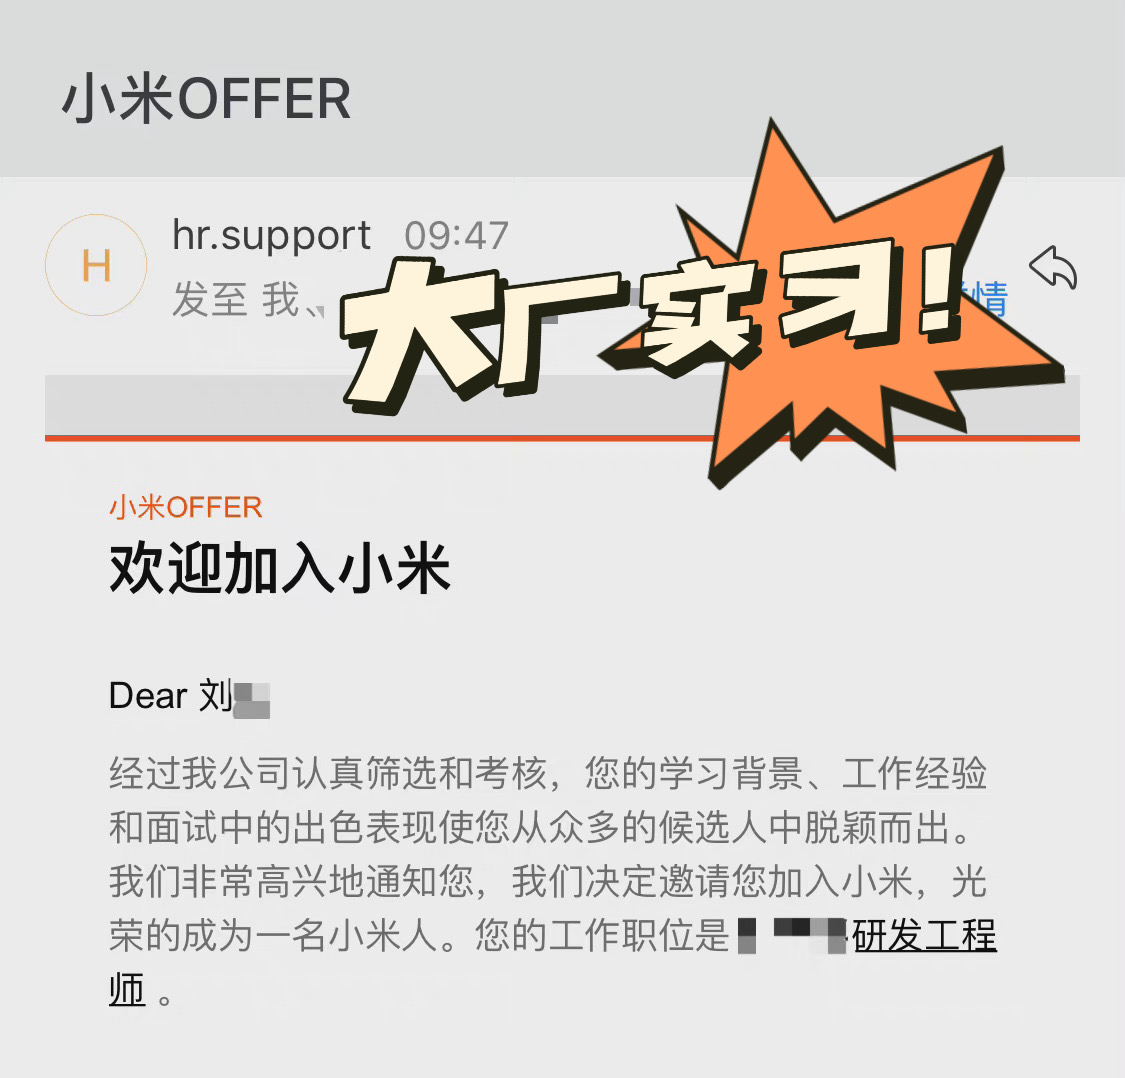 小米OFFER
H
hr.support 09:47
发至 我、
情
大厂实习!
小米OFFER
欢迎加入小米
Dear 刘
经过我公司认真筛选和考核，您的学习背景、工作经验
和面试中的出色表现使您从众多的候选人中脱颖而出。
我们非常高兴地通知您，我们决定邀请您加入小米，光
荣的成为一名小米人。您的工作职位是
研发工程
师 。